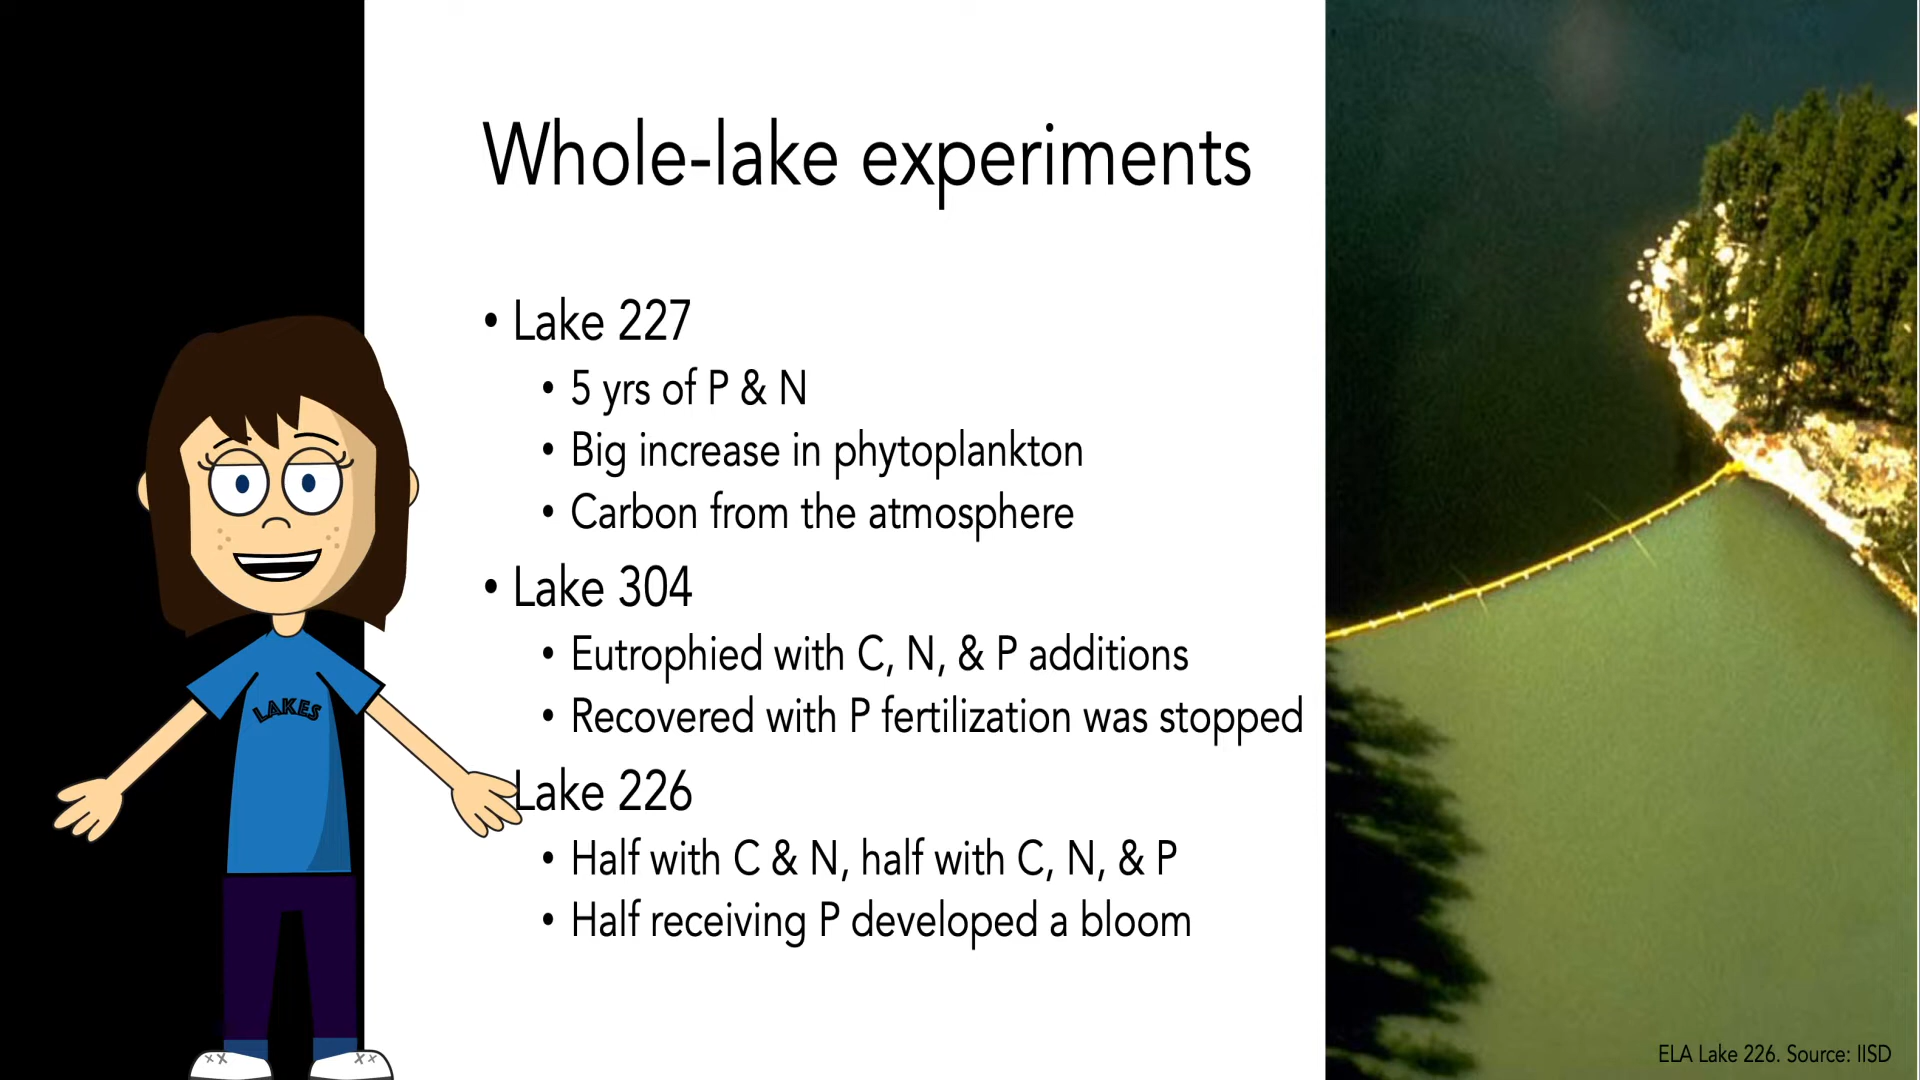 Whole-lake experiments
• Lake 227
• 5 yrs of P & N
• Big increase in phytoplankton
• Carbon from the atmosphere
• Lake 304
• Eutrophied with C, N, & P additions
• Recovered with P fertilization was stopped
Lake 226
• Half with C & N, half with C, N, & P
• Half receiving P developed a bloom
LAKES
ELA Lake 226. Source: IISD